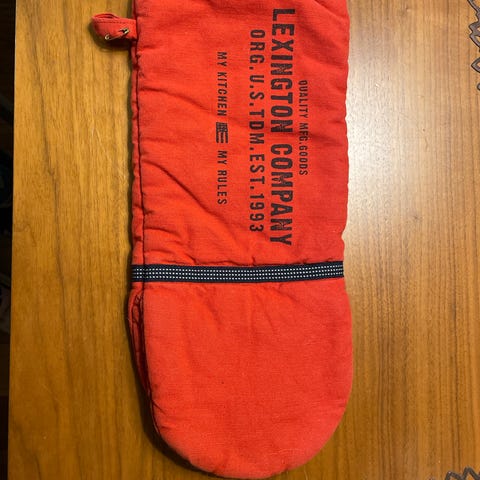 QUALITY MFG.GOODS
LEXINGTON COMPANY
ORG.U.S.TDM.EST.1993
MY KITCHEN MY RULES